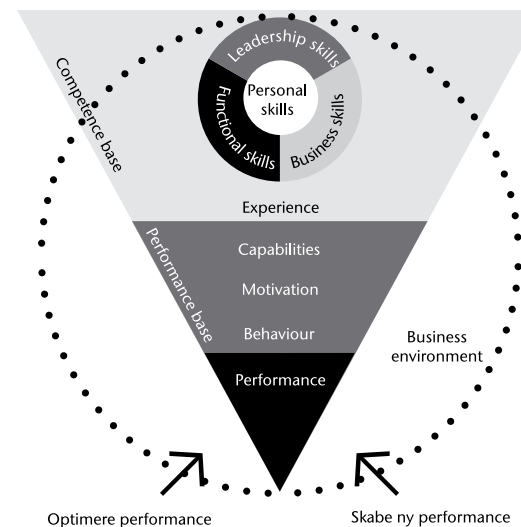 Leadership skills
Personal
skills
Functional skills
Business skills
Competence base
Experience
Performance base
Capabilities
Motivation
Behaviour
Business
environment
Performance
Optimere performance
Skabe ny performance